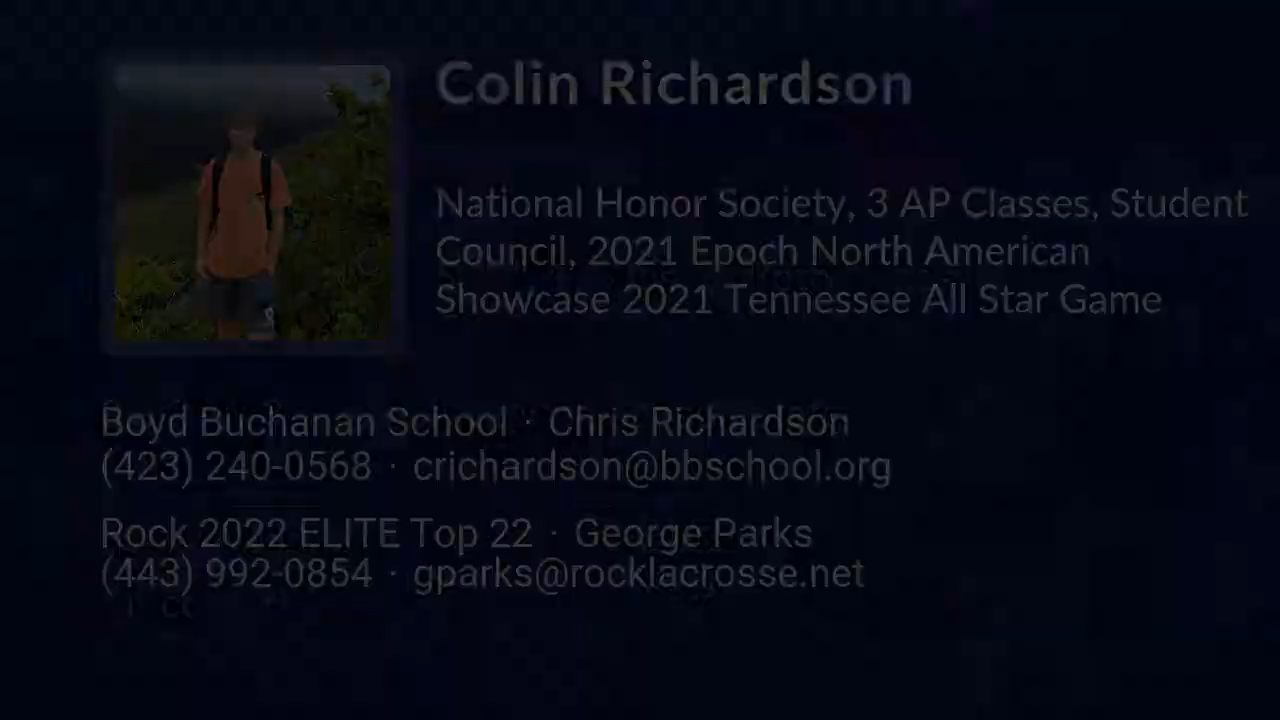 Colin Richardson
National Honor Society, 3 AP Classes, Student
Council, 2021 Epoch North American
Showcase 2021 Tennessee All Star Game
Boyd Buchanan School · Chris Richardson
(423) 240-0568 · crichardson@bbschool.org
Rock 2022 ELITE Top 22 · George Parks
(443) 992-0854 · gparks@rocklacrosse.net